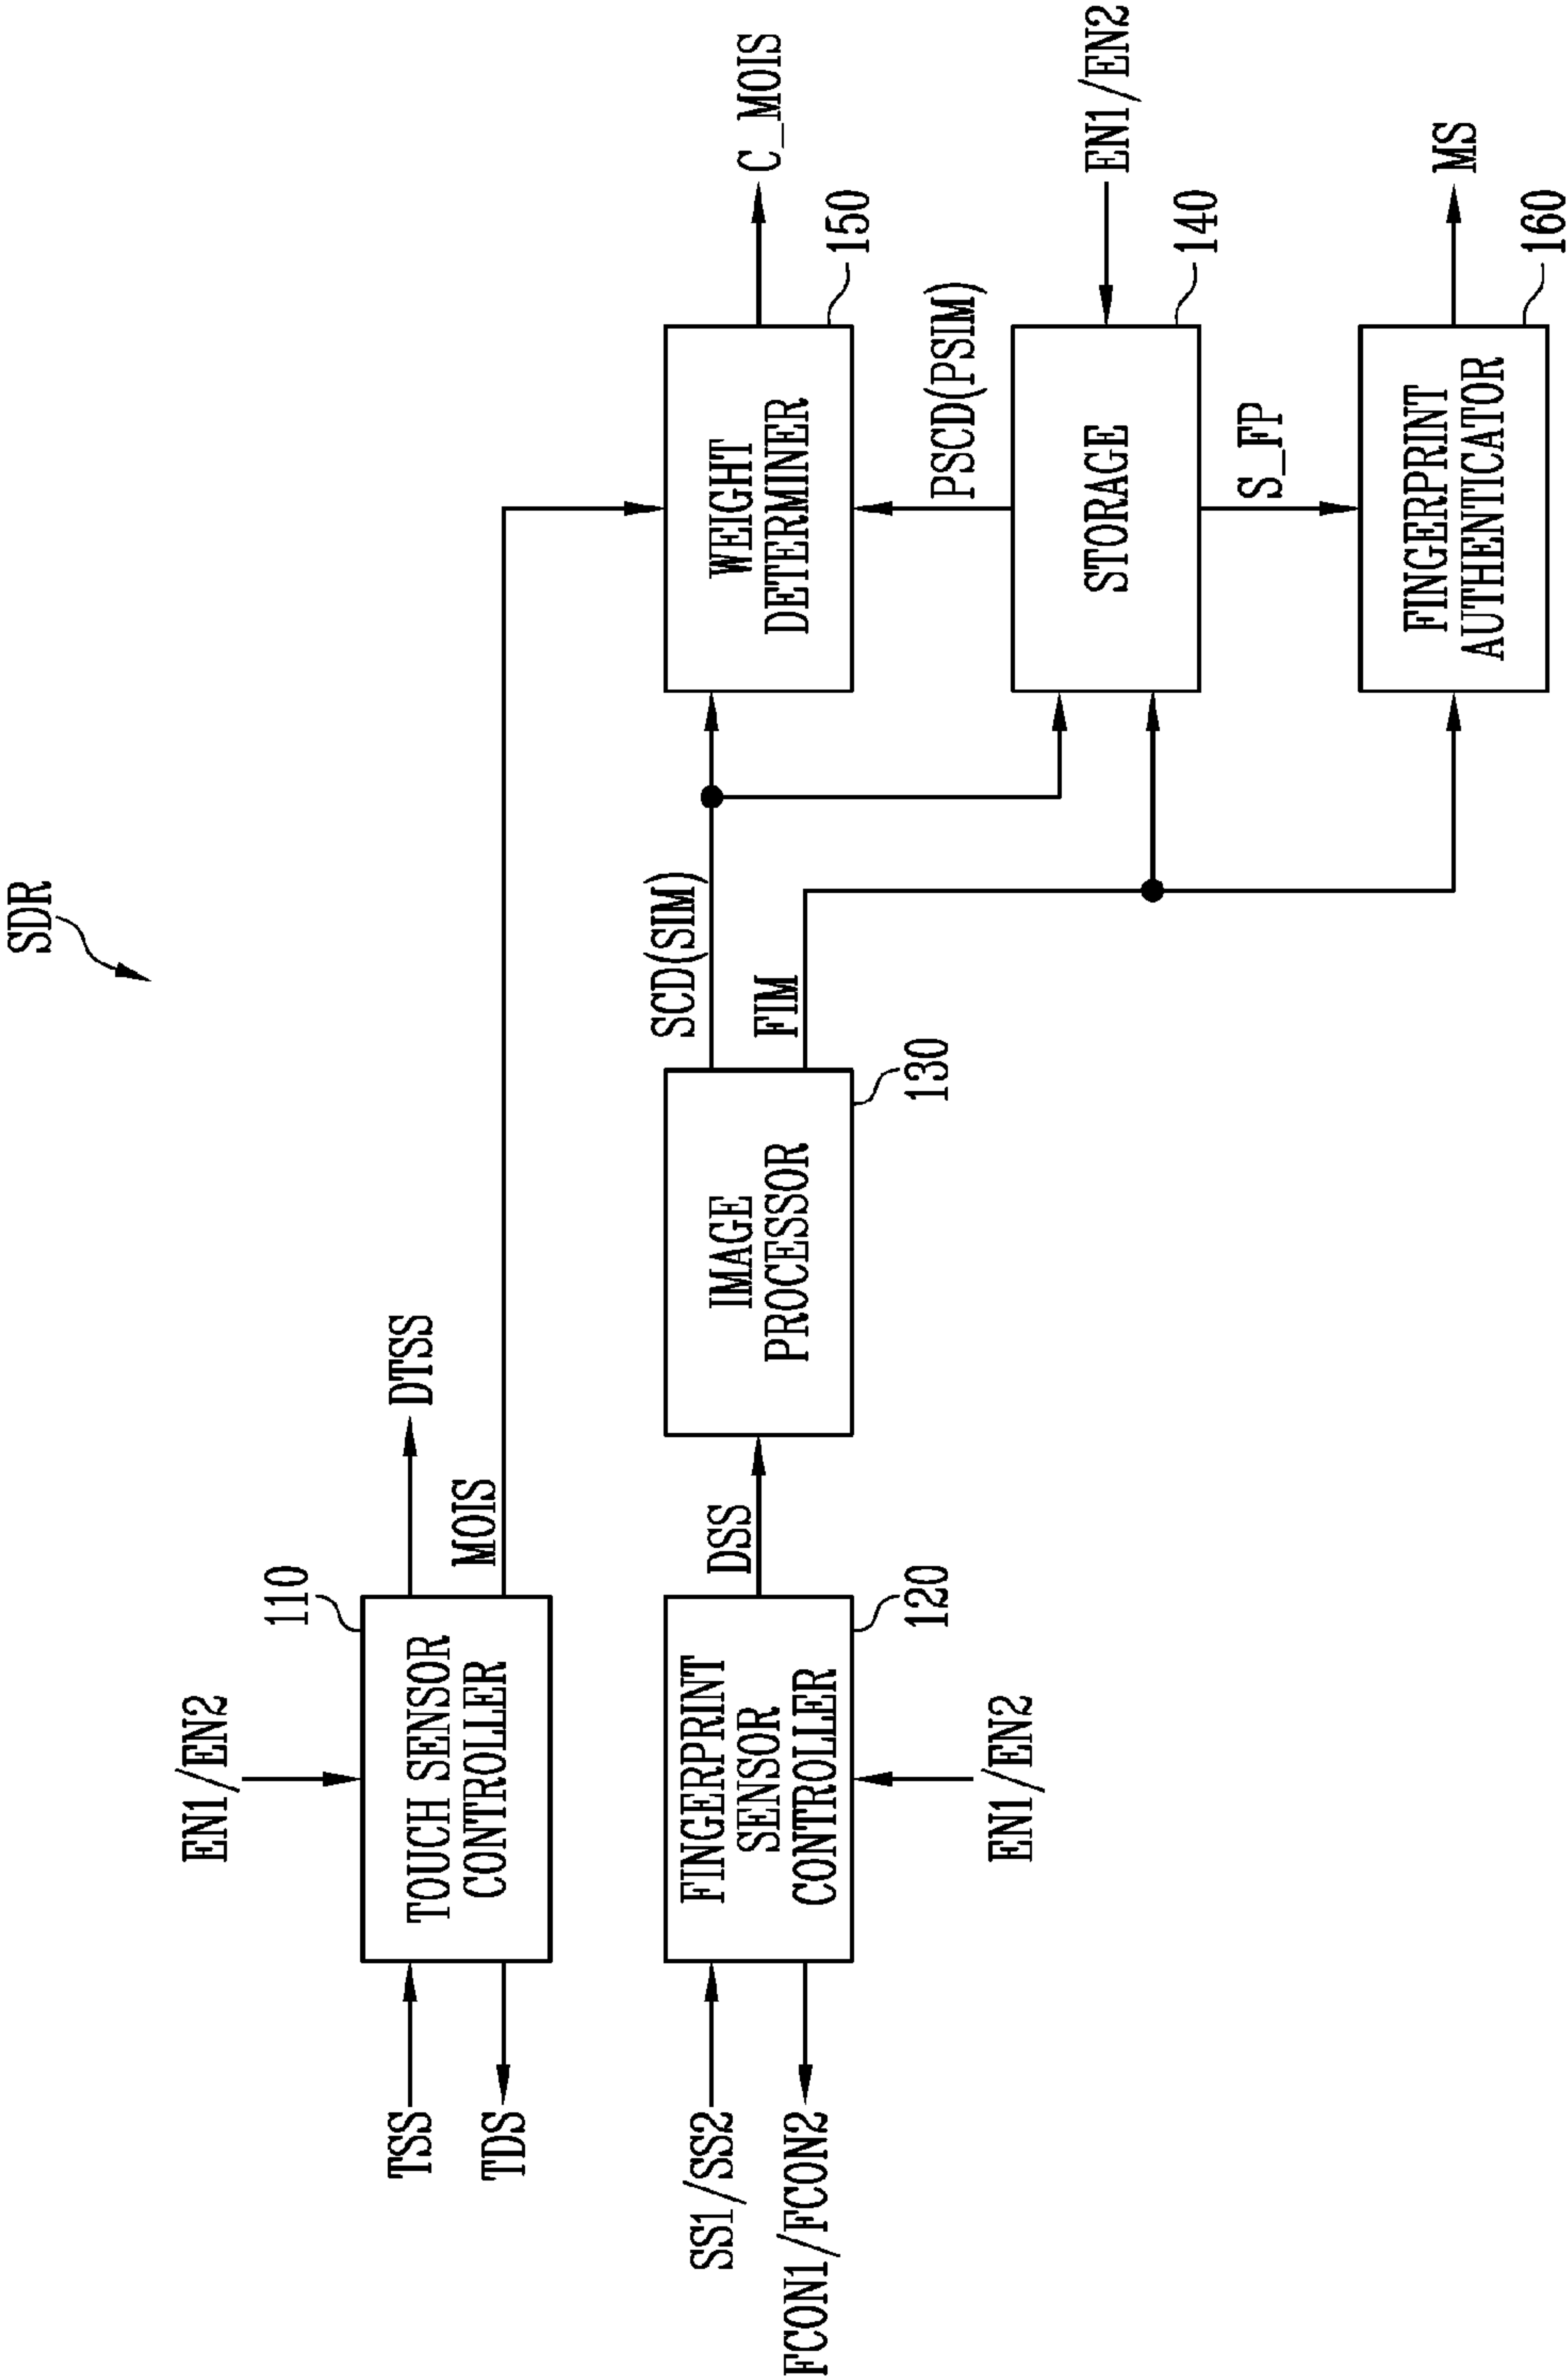 SDR
EN1/EN2
110
TSS
TDS
TOUCH SENSOR
CONTROLLER
DTSS
MOIS
SS1/SS2
FCON1/FCON2
FINGERPRINT
SENSOR
CONTROLLER
120
EN1/EN2
DSS
IMAGE
PROCESSOR
130
SCD(SIM)
FIM
WEIGHT
DETERMINER
150
C_MOIS
PSCD(PSIM)
STORAGE
140
EN1/EN2
S_FP
FINGERPRINT
AUTHENTICATOR
160
MS